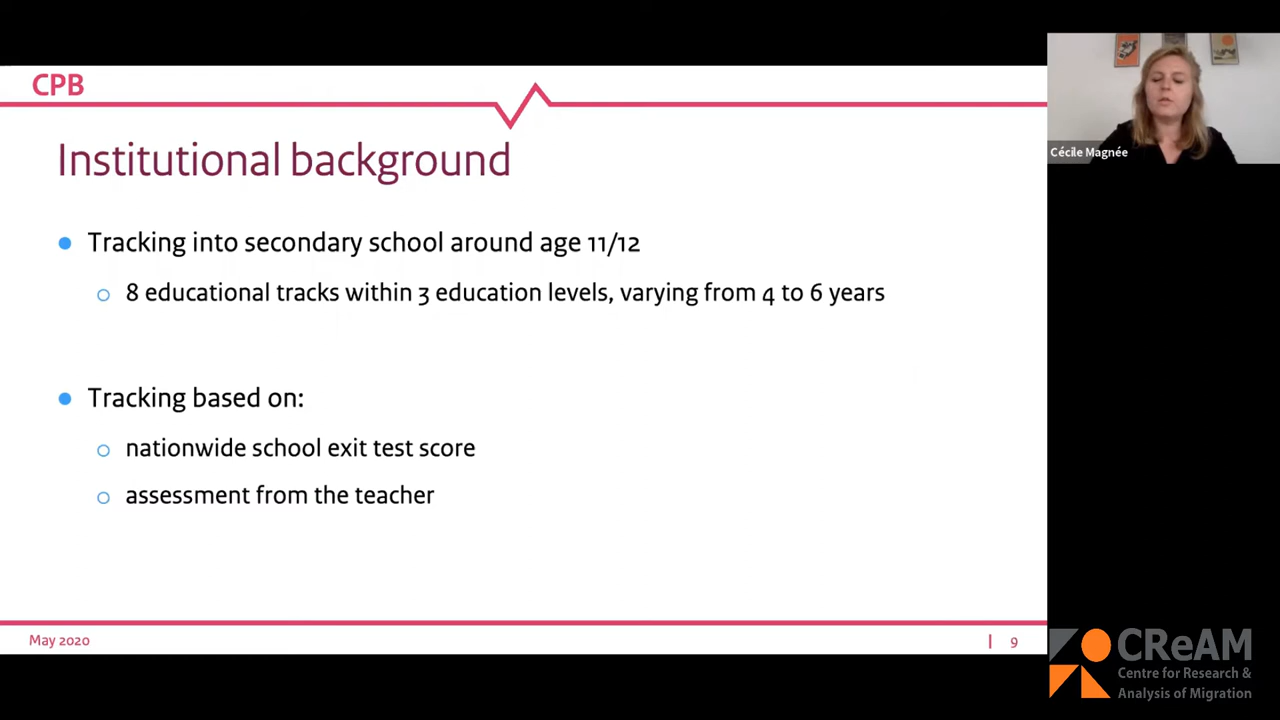 CPB
Institutional background
Tracking into secondary school around age 11/12
8 educational tracks within 3 education levels, varying from 4 to 6 years
Tracking based on:
nationwide school exit test score
assessment from the teacher
May 2020
| 9
Cécile Magnée
CReAM
Centre for Research &
Analysis of Migration